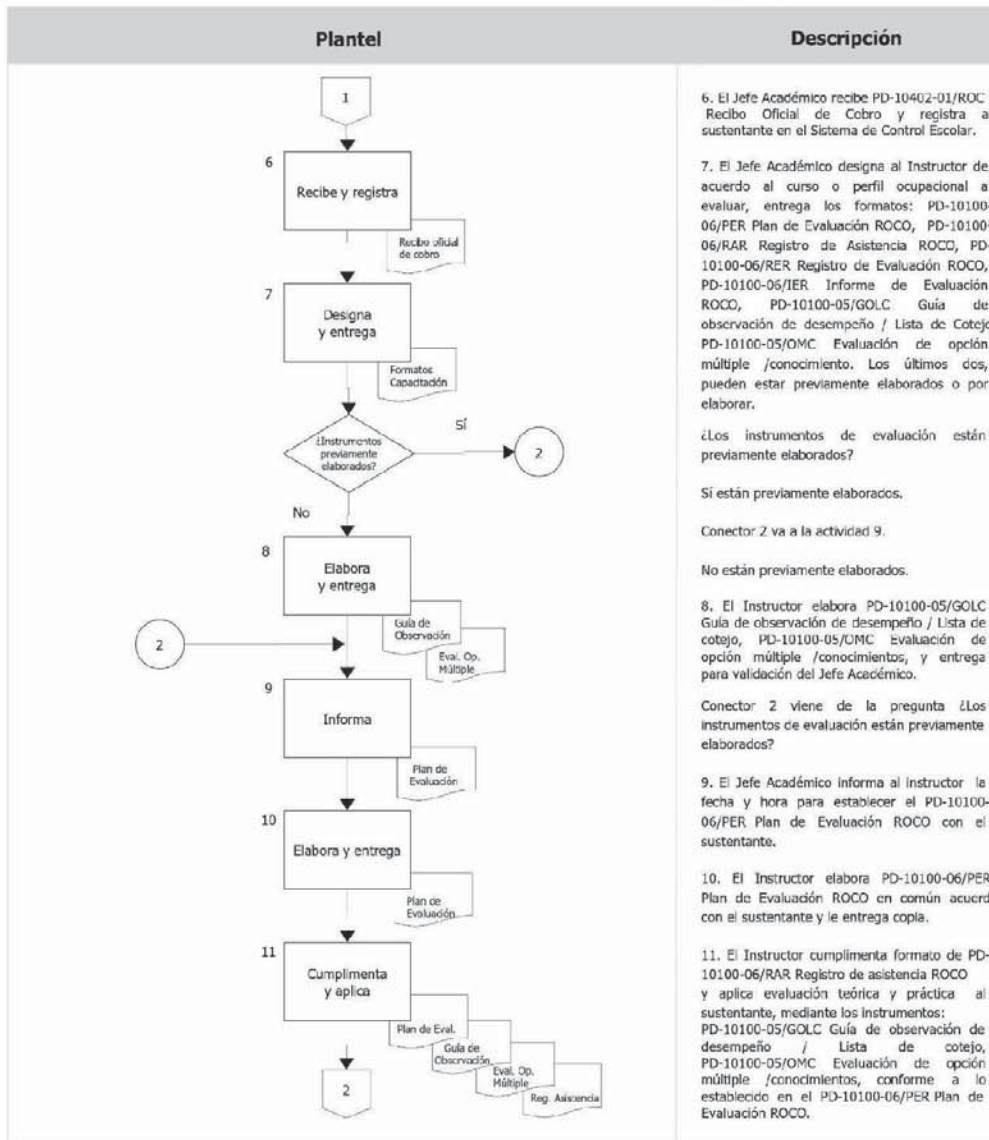 Plantel
Descripción
1
6
Recibe y registra
Recibo oficial
de cobro
7
Designa
y entrega
Formatos
Capacitación
¿Instrumentos
previamente
elaborados?
Sí
2
No
8
Elabora
y entrega
Guía de
Observación
Eval. Op.
Múltiple
2
9
Informa
Plan de
Evaluación
10
Elabora y entrega
Plan de
Evaluación
11
Cumplimenta
y aplica
Plan de Eval.
Guía de
Observación
Eval. Op.
Múltiple
Reg. Asistencia
2
6. El Jefe Académico recibe PD-10402-01/ROC
Recibo Oficial de Cobro y registra a
sustentante en el Sistema de Control Escolar.
7. El Jefe Académico designa al Instructor de
acuerdo al curso o perfil ocupacional a
evaluar, entrega los formatos: PD-10100-
06/PER Plan de Evaluación ROCO, PD-10100-
06/RAR Registro de Asistencia ROCO, PD-
10100-06/RER Registro de Evaluación ROCO,
PD-10100-06/IER Informe de Evaluación
ROCO, PD-10100-05/GOLC Guía de
observación de desempeño / Lista de Cotejo
PD-10100-05/OMC Evaluación de opción
múltiple /conocimiento. Los últimos dos,
pueden estar previamente elaborados o por
elaborar.
¿Los instrumentos de evaluación están
previamente elaborados?
Sí están previamente elaborados.
Conector 2 va a la actividad 9.
No están previamente elaborados.
8. El Instructor elabora PD-10100-05/GOLC
Guía de observación de desempeño / Lista de
cotejo, PD-10100-05/OMC Evaluación de
opción múltiple /conocimientos, y entrega
para validación del Jefe Académico.
Conector 2 viene de la pregunta ¿Los
instrumentos de evaluación están previamente
elaborados?
9. El Jefe Académico informa al instructor la
fecha y hora para establecer el PD-10100-
06/PER Plan de Evaluación ROCO con el
sustentante.
10. El Instructor elabora PD-10100-06/PER
Plan de Evaluación ROCO en común acuerd
con el sustentante y le entrega copia.
11. El Instructor cumplimenta formato de PD-
10100-06/RAR Registro de asistencia ROCO
y aplica evaluación teórica y práctica al
sustentante, mediante los instrumentos:
PD-10100-05/GOLC Guía de observación de
desempeño / Lista de cotejo,
PD-10100-05/OMC Evaluación de opción
múltiple /conocimientos, conforme a lo
establecido en el PD-10100-06/PER Plan de
Evaluación ROCO.